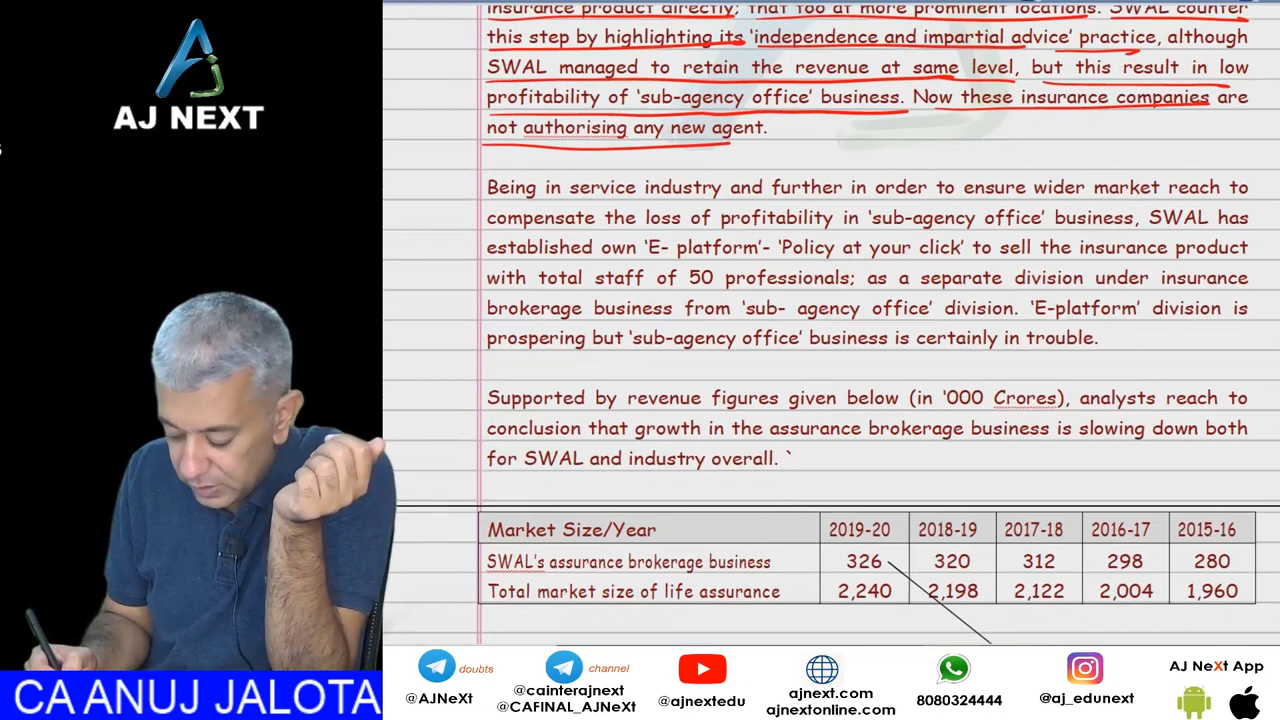 AJ NEXT
insurance product directly; that too at more prominent locations. SWAL counter
this step by highlighting its ‘independence and impartial advice’ practice, although
SWAL managed to retain the revenue at same level, but this result in low
profitability of ‘sub-agency office’ business. Now these insurance companies are
not authorising any new agent.
Being in service industry and further in order to ensure wider market reach to
compensate the loss of profitability in ‘sub-agency office’ business, SWAL has
established own ‘E- platform’- ‘Policy at your click’ to sell the insurance product
with total staff of 50 professionals; as a separate division under insurance
brokerage business from ‘sub- agency office’ division. ‘E-platform’ division is
prospering but ‘sub-agency office’ business is certainly in trouble.
Supported by revenue figures given below (in ‘000 Crores), analysts reach to
conclusion that growth in the assurance brokerage business is slowing down both
for SWAL and industry overall. `
Market Size/Year 2019-20 2018-19 2017-18 2016-17 2015-16
SWAL’s assurance brokerage business 326 320 312 298 280
Total market size of life assurance 2,240 2,198 2,122 2,004 1,960
CA ANUJ JALOTA
doubts
@AJNeXt
channel
@cainterajnext
@CAFINAL_AJNeXt
@ajnextedu
ajnext.com
ajnextonline.com
8080324444
@aj_edunext
AJ NeXt App